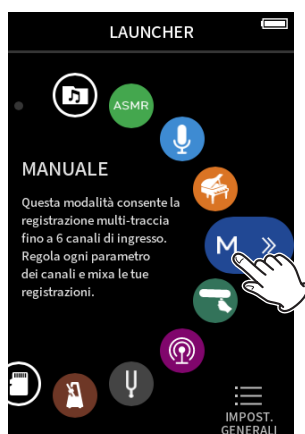 LAUNCHER
ASMR
MANUALE
Questa modalità consente la
registrazione multi-traccia
fino a 6 canali di ingresso.
Regola ogni parametro
dei canali e mixa le tue
registrazioni.
M
IMPOST.
GENERALI